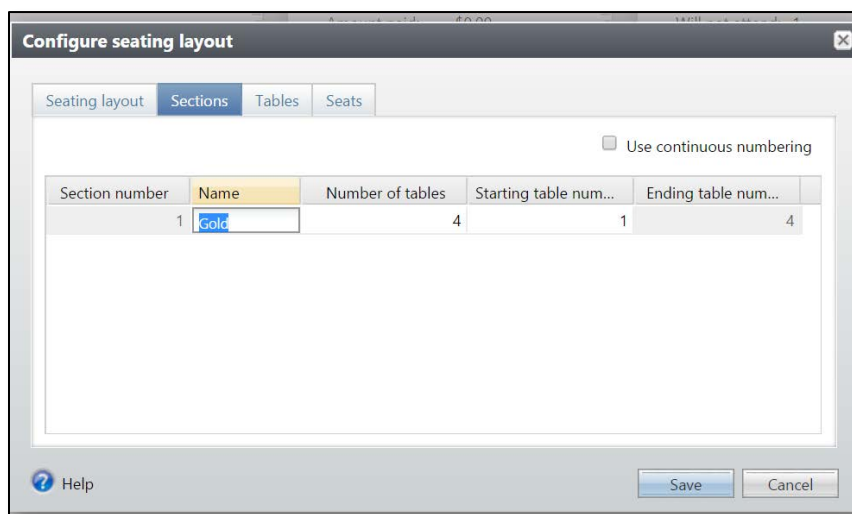 Configure seating layout
Seating layout Sections Tables Seats
Use continuous numbering
Section number Name Number of tables Starting table num... Ending table num...
1 Gold 4 1 4
Help Save Cancel